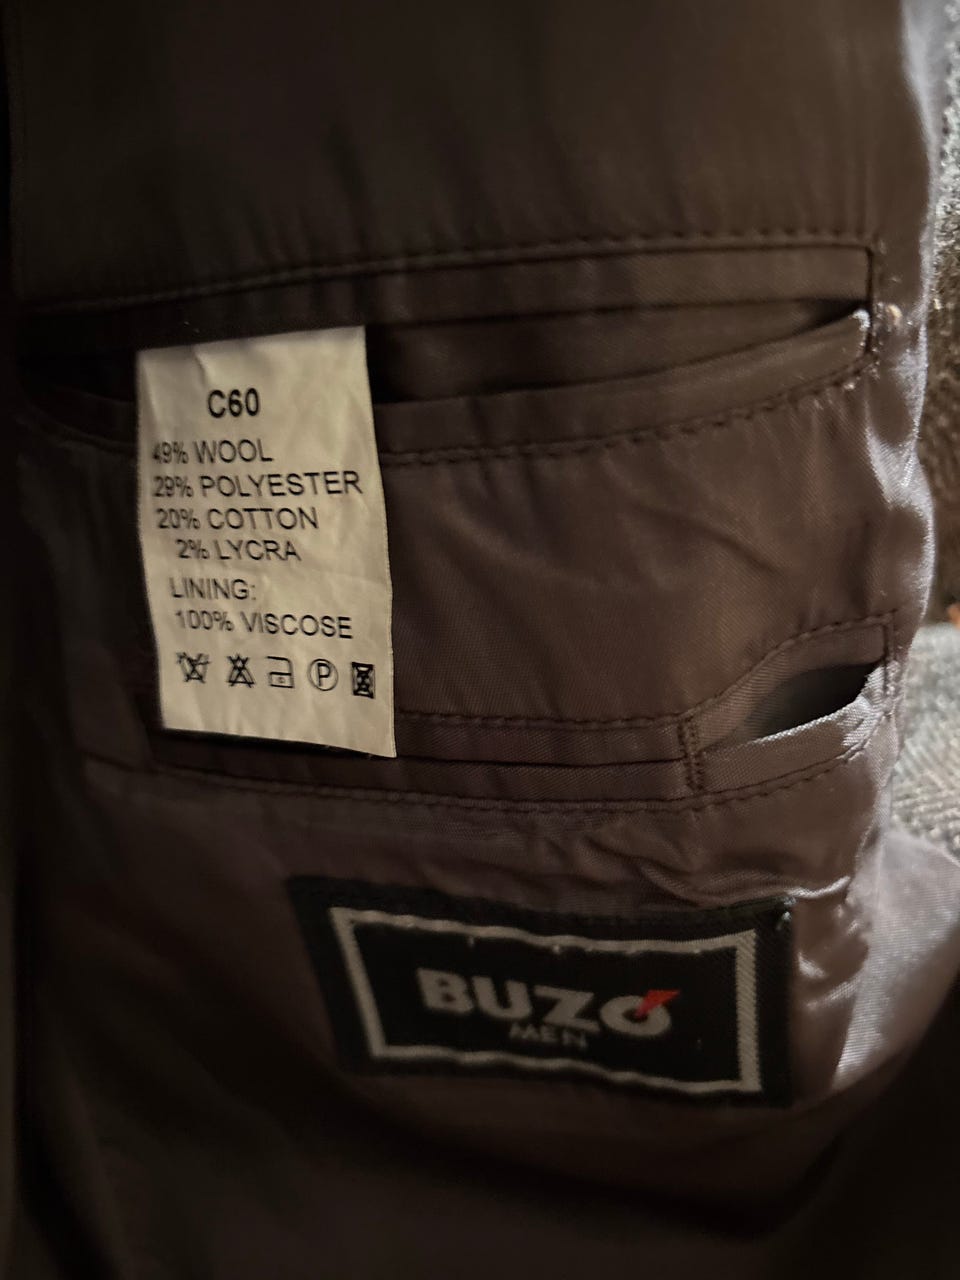 C60
49% WOOL
29% POLYESTER
20% COTTON
2% LYCRA
LINING:
100% VISCOSE
P
BUZÓ
MEN